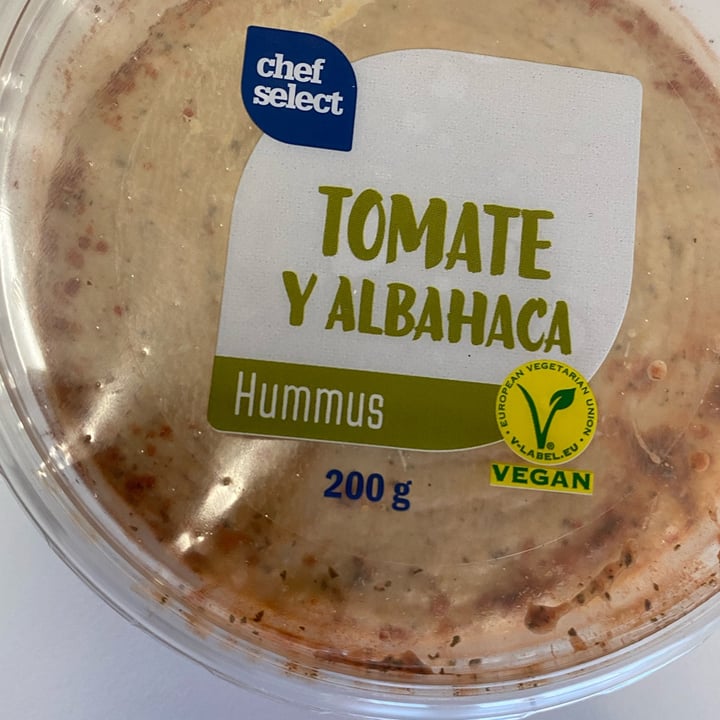 chef
select
TOMATE
Y ALBAHACA
Hummus
EUROPEAN VEGETARIAN UNION
• V-LABEL.EU •
®
VEGAN
200 g